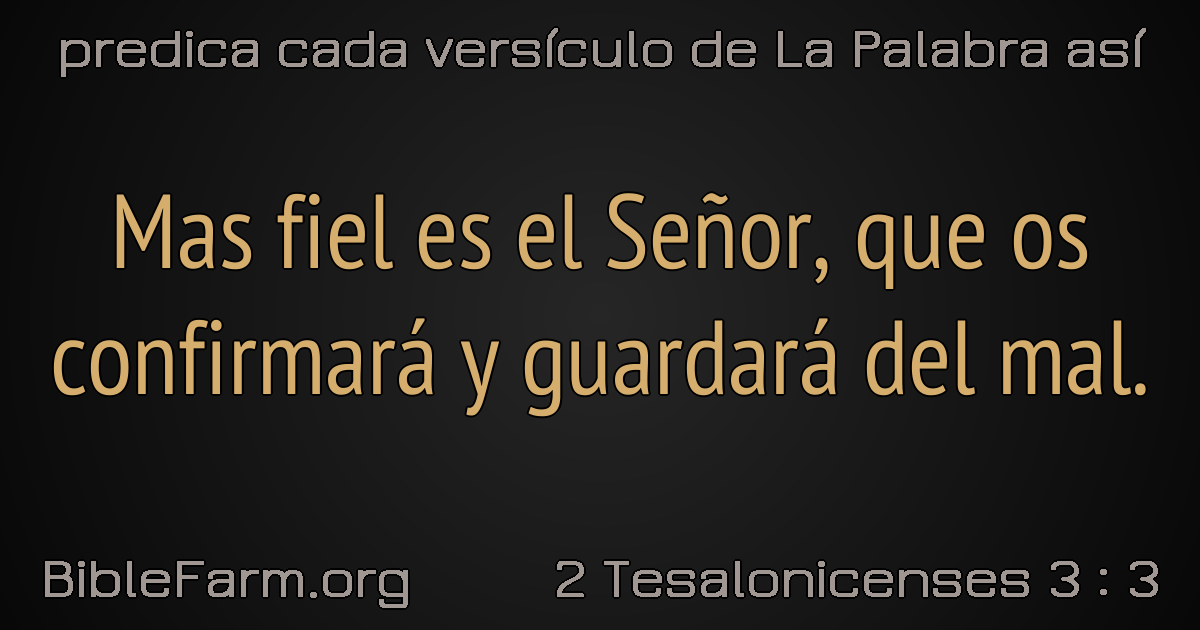 predica cada versículo de La Palabra así
Mas fiel es el Señor, que os
confirmará y guardará del mal.
BibleFarm.org
2 Tesalonicenses 3 : 3